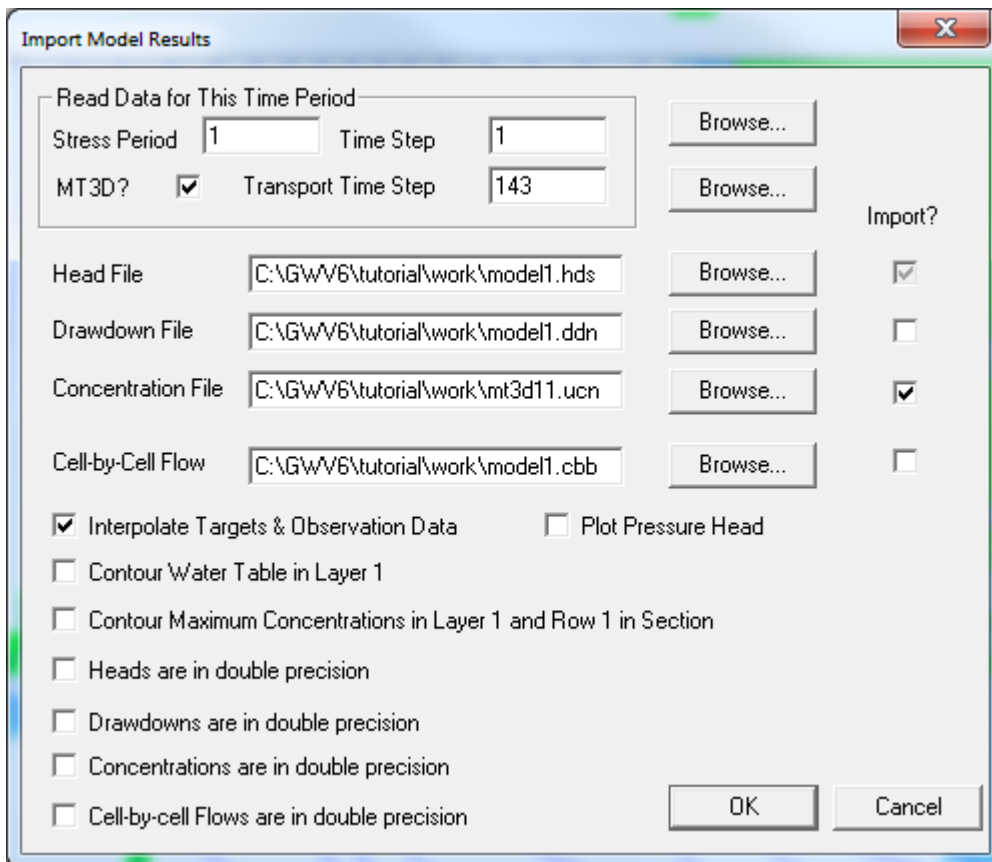 Import Model Results
X
Read Data for This Time Period
Stress Period 1 Time Step 1 Browse...
MT3D? Transport Time Step 143 Browse...
Import?
Head File C:\GWV6\tutorial\work\model1.hds Browse...
Drawdown File C:\GWV6\tutorial\work\model1.ddn Browse...
Concentration File C:\GWV6\tutorial\work\mt3d11.ucn Browse...
Cell-by-Cell Flow C:\GWV6\tutorial\work\model1.cbb Browse...
Interpolate Targets & Observation Data Plot Pressure Head
Contour Water Table in Layer 1
Contour Maximum Concentrations in Layer 1 and Row 1 in Section
Heads are in double precision
Drawdowns are in double precision
Concentrations are in double precision
Cell-by-cell Flows are in double precision
OK Cancel